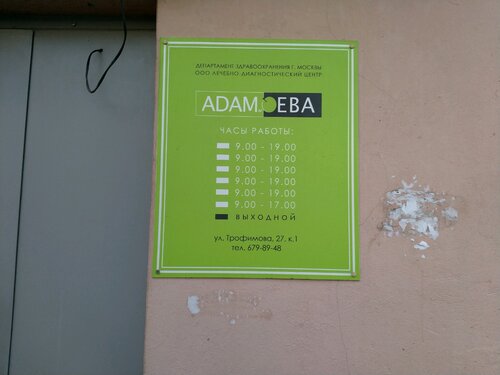 ДЕПАРТАМЕНТ ЗДРАВООХРАНЕНИЯ Г. МОСКВЫ
ООО ЛЕЧЕБНО ДИАГНОСТИЧЕСКИЙ ЦЕНТР
ADAM ЕВА
ЧАСЫ РАБОТЫ:
9.00 - 19.00
9.00 - 19.00
9.00 - 19.00
9.00 - 19.00
9.00 - 19.00
9.00 - 17.00
ВЫХОДНОЙ
ул. Трофимова, 27, к.1
тел. 679-89-48